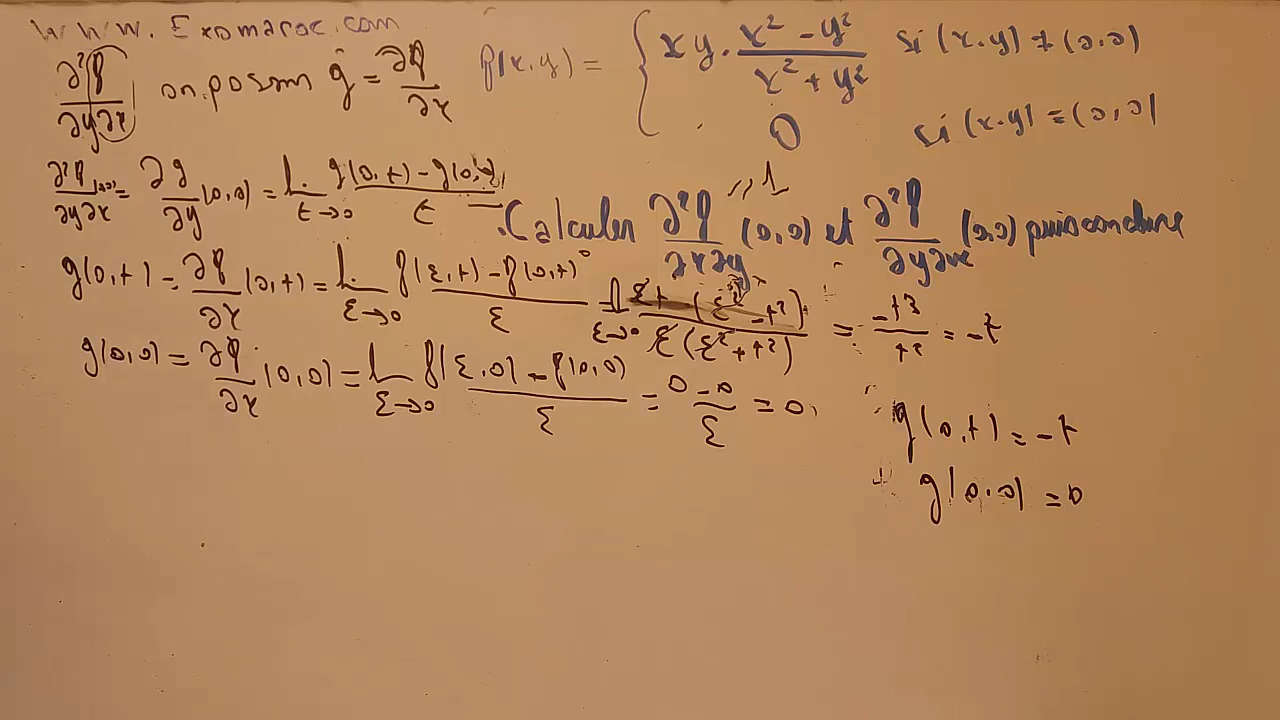 www.Exomaroc.com
f(x,y) = { xy . (x² - y²)/(x² + y²) si (x,y) ≠ (0,0)
0 si (x,y) = (0,0)
∂²f/∂y∂x on posons g = ∂f/∂x
∂²f/∂y∂x (0,0) = ∂g/∂y (0,0) = lim t→0 (g(0,t) - g(0,0))/t
"1
.Calculer ∂²f/∂x∂y (0,0) et ∂²f/∂y∂x (0,0) puis conclure
g(0,t) = ∂f/∂x (0,t) = lim ε→0 (f(ε,t) - f(0,t)⁰)/ε lim ε→0 εt (ε² - t²)/(ε(ε² + t²)) = -t³/t² = -t
g(0,0) = ∂f/∂x (0,0) = lim ε→0 (f(ε,0) - f(0,0))/ε = (0-0)/ε = 0
g(0,t) = -t
g(0,0) = 0